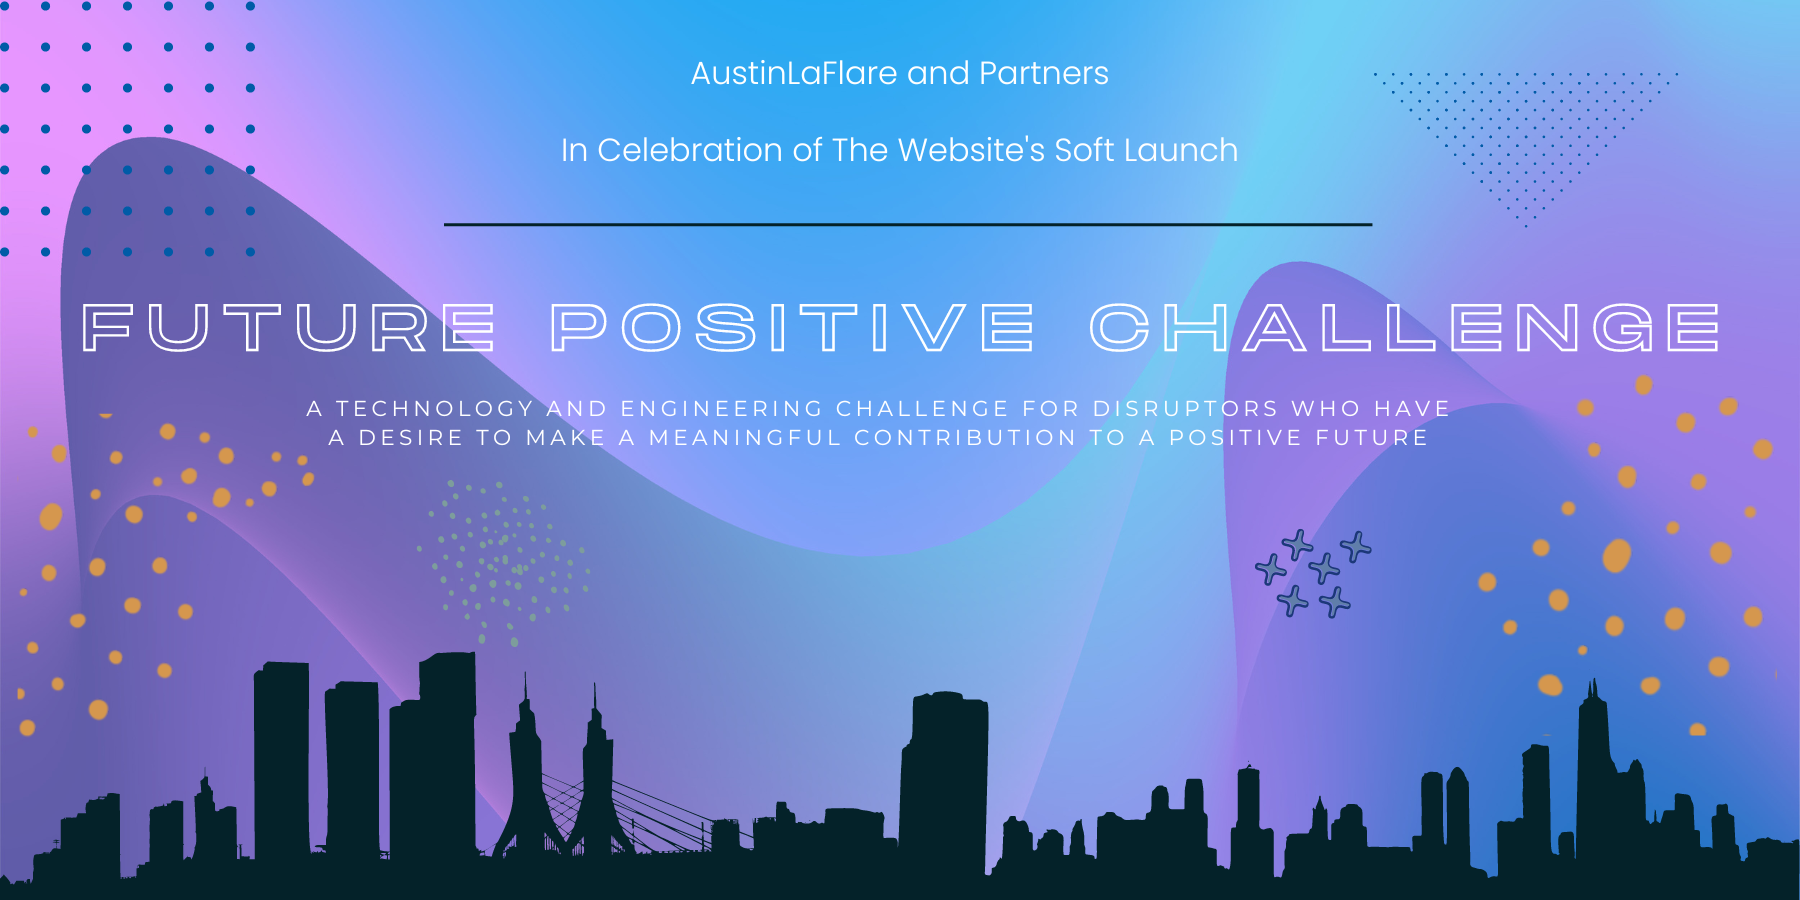 AustinLaFlare and Partners
In Celebration of The Website's Soft Launch
FUTURE POSITIVE CHALLENGE
A TECHNOLOGY AND ENGINEERING CHALLENGE FOR DISRUPTORS WHO HAVE
A DESIRE TO MAKE A MEANINGFUL CONTRIBUTION TO A POSITIVE FUTURE